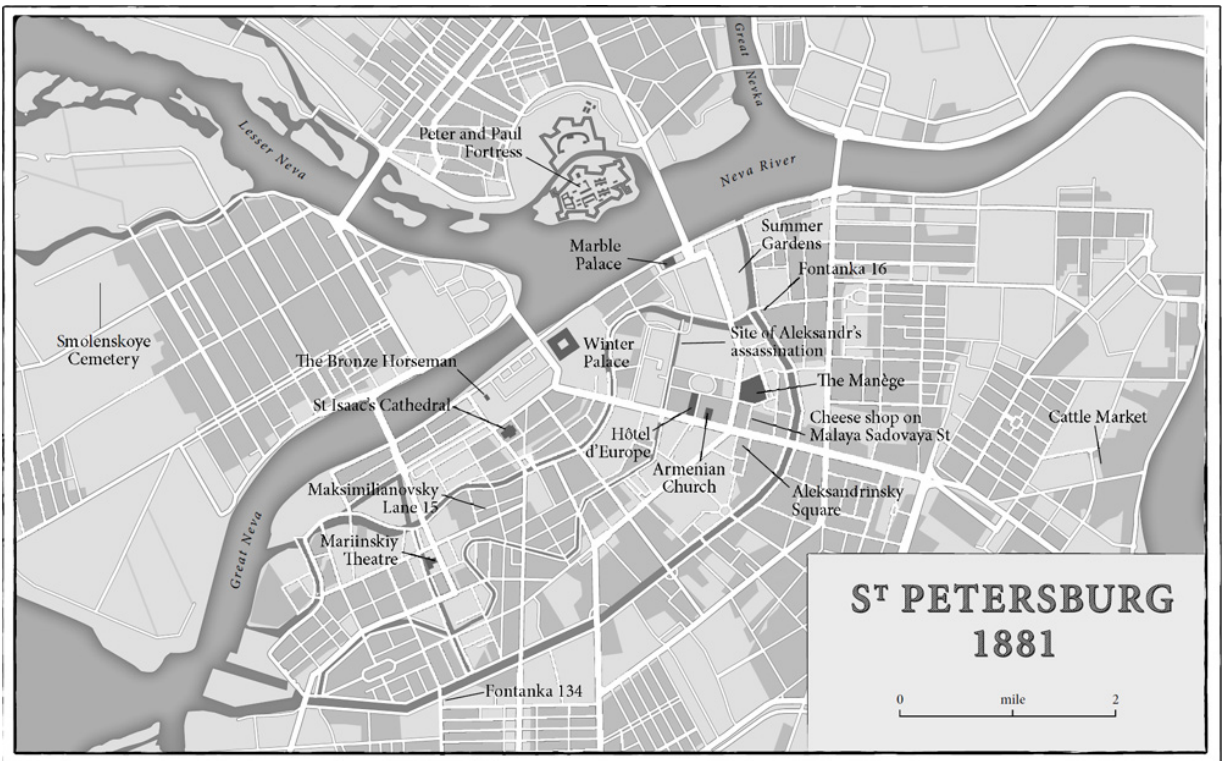 Great Nevka
Lesser Neva
Peter and Paul
Fortress
Neva River
Summer
Gardens
Marble
Palace
Fontanka 16
Smolenskoye
Cemetery
Site of Aleksandr's
assassination
Winter
Palace
The Bronze Horseman
The Manège
St Isaac's Cathedral
Cheese shop on
Malaya Sadovaya St
Cattle Market
Hôtel
d'Europe
Armenian
Church
Maksimilianovsky
Lane 15
Aleksandrinsky
Square
Great Neva
Mariinskiy
Theatre
Fontanka 134
ST PETERSBURG
1881
0 mile 2